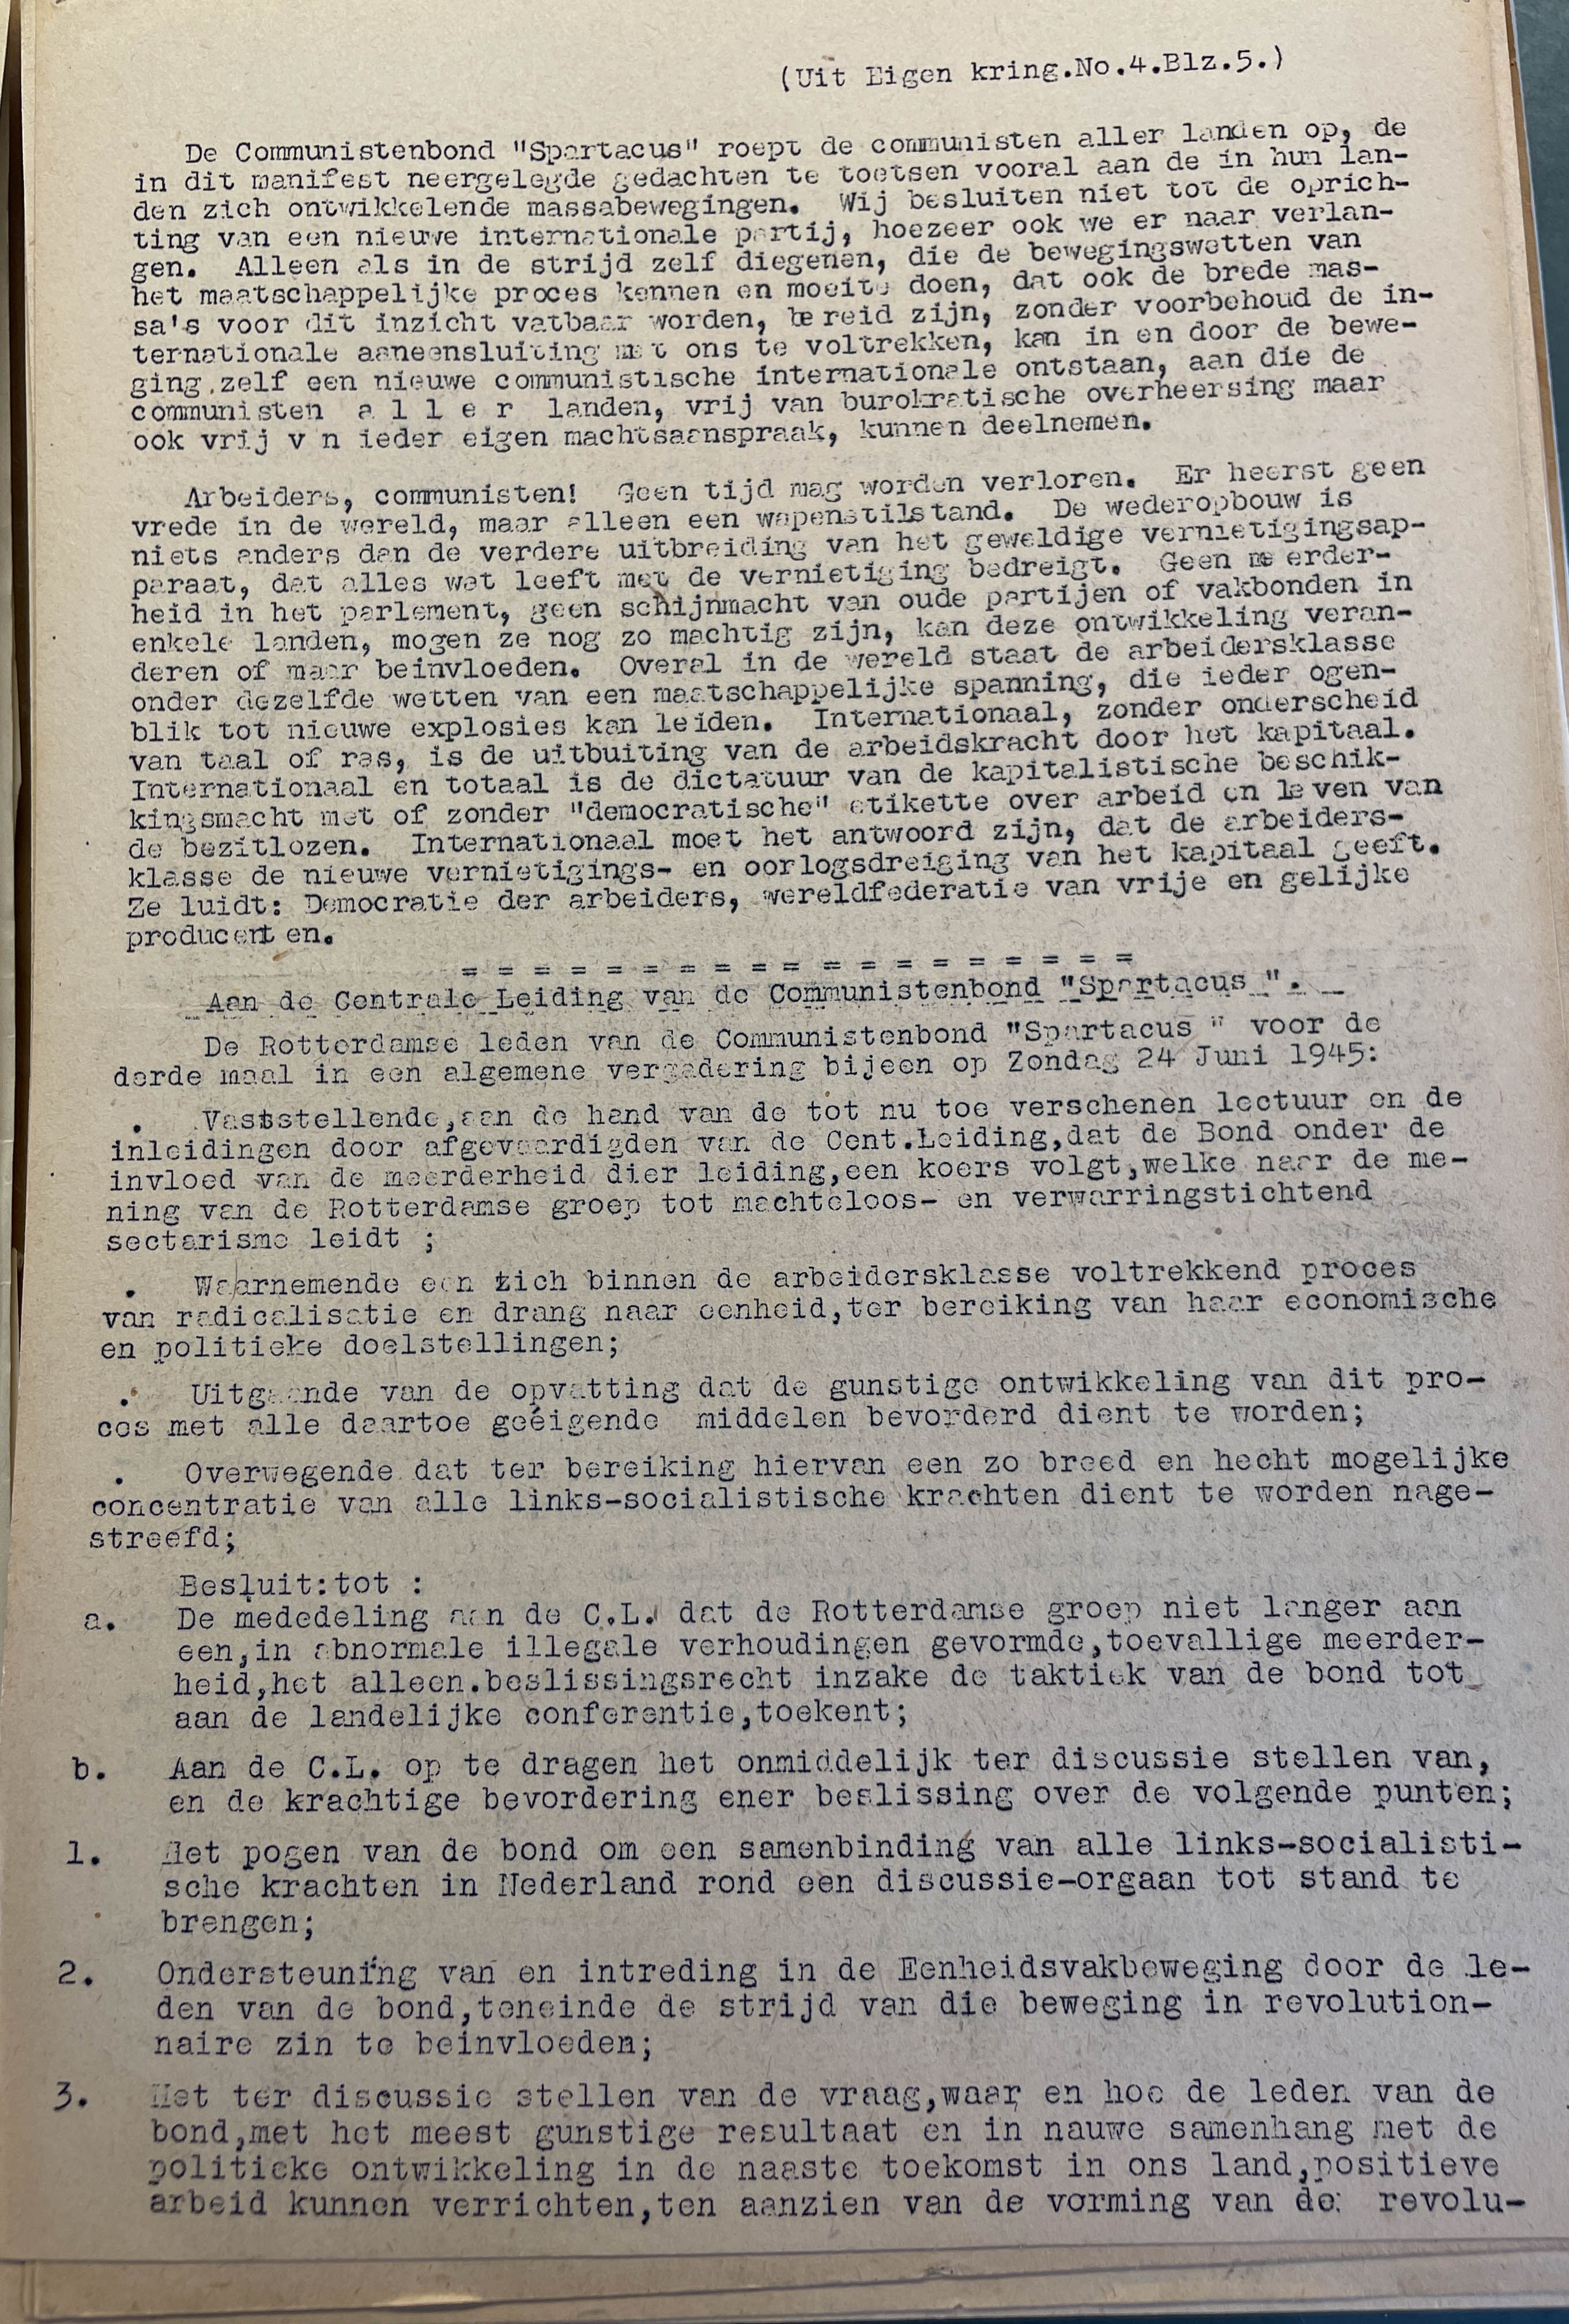 (Uit Eigen kring.No.4.Blz.5.)
De Communistenbond "Spartacus" roept de communisten aller landen op, de
in dit manifest neergelegde gedachten te toetsen vooral aan de in hun lan-
den zich ontwikkelende massabewegingen. Wij besluiten niet tot de oprich-
ting van een nieuwe internationale partij, hoezeer ook we er naar verlan-
gen. Alleen als in de strijd zelf diegenen, die de bewegingswetten van
het maatschappelijke proces kennen en moeite doen, dat ook de brede mas-
sa's voor dit inzicht vatbaar worden, bereid zijn, zonder voorbehoud de in-
ternationale aaneensluiting met ons te voltrekken, kan in en door de bewe-
ging.zelf een nieuwe communistische internationale ontstaan, aan die de
communisten a l l e r landen, vrij van burokratische overheersing maar
ook vrij v n ieder eigen machtsaanspraak, kunnen deelnemen.
Arbeiders, communisten! Geen tijd mag worden verloren. Er heerst geen
vrede in de wereld, maar alleen een wapenstilstand. De wederopbouw is
niets anders dan de verdere uitbreiding van het geweldige vernietigingsap-
paraat, dat alles wat leeft met de vernietiging bedreigt. Geen meerder-
heid in het parlement, geen schijnmacht van oude partijen of vakbonden in
enkele landen, mogen ze nog zo machtig zijn, kan deze ontwikkeling veran-
deren of maar beinvloeden. Overal in de wereld staat de arbeidersklasse
onder dezelfde wetten van een maatschappelijke spanning, die ieder ogen-
blik tot nieuwe explosies kan leiden. Internationaal, zonder onderscheid
van taal of ras, is de uitbuiting van de arbeidskracht door het kapitaal.
Internationaal en totaal is de dictatuur van de kapitalistische beschik-
kingsmacht met of zonder "democratische" etikette over arbeid en leven van
de bezitlozen. Internationaal moet het antwoord zijn, dat de arbeiders-
klasse de nieuwe vernietigings- en oorlogsdreiging van het kapitaal geeft.
Ze luidt: Democratie der arbeiders, wereldfederatie van vrije en gelijke
producenten.
= = = = = = = = = = = = = = = = = = =
Aan de Centrale Leiding van de Communistenbond "Spartacus ".
De Rotterdamse leden van de Communistenbond "Spartacus " voor de
derde maal in een algemene vergadering bijeen op Zondag 24 Juni 1945:
. Vaststellende,aan de hand van de tot nu toe verschenen lectuur en de
inleidingen door afgevaardigden van de Cent.Leiding,dat de Bond onder de
invloed van de meerderheid dier leiding,een koers volgt,welke naar de me-
ning van de Rotterdamse groep tot machteloos- en verwarringstichtend
sectarisme leidt ;
. Waarnemende een zich binnen de arbeidersklasse voltrekkend proces
van radicalisatie en drang naar eenheid,ter bereiking van haar economische
en politieke doelstellingen;
. Uitgaande van de opvatting dat de gunstige ontwikkeling van dit pro-
ces met alle daartoe geéigende middelen bevorderd dient te worden;
. Overwegende dat ter bereiking hiervan een zo breed en hecht mogelijke
concentratie van alle links-socialistische krachten dient te worden nage-
streefd;
Besluit:tot :
a. De mededeling aan de C.L. dat de Rotterdamse groep niet langer aan
een,in abnormale illegale verhoudingen gevormde,toevallige meerder-
heid,het alleen.beslissingsrecht inzake de taktiek van de bond tot
aan de landelijke conferentie,toekent;
b. Aan de C.L. op te dragen het onmiddelijk ter discussie stellen van,
en de krachtige bevordering ener beslissing over de volgende punten;
1. Het pogen van de bond om een samenbinding van alle links-socialisti-
sche krachten in Nederland rond een discussie-orgaan tot stand te
brengen;
2. Ondersteuning van en intreding in de Eenheidsvakbeweging door de le-
den van de bond,teneinde de strijd van die beweging in revolution-
naire zin te beinvloeden;
3. Het ter discussie stellen van de vraag,waar en hoe de leden van de
bond,met het meest gunstige resultaat en in nauwe samenhang met de
politieke ontwikkeling in de naaste toekomst in ons land,positieve
arbeid kunnen verrichten,ten aanzien van de vorming van de: revolu-